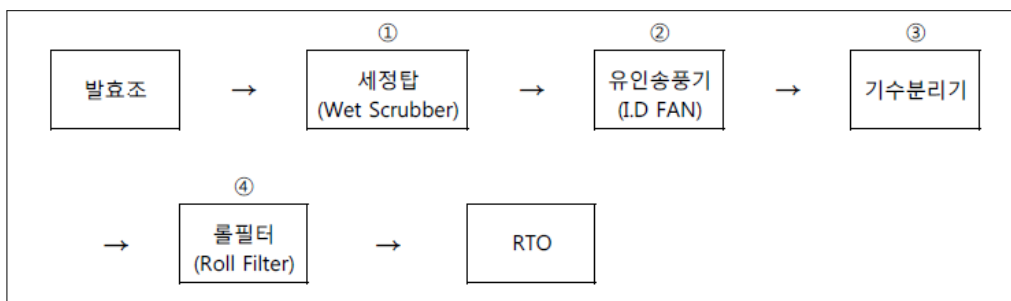 ① ② ③
발효조 → 세정탑 (Wet Scrubber) → 유인송풍기 (I.D FAN) → 기수분리기
④
→ 롤필터 (Roll Filter) → RTO